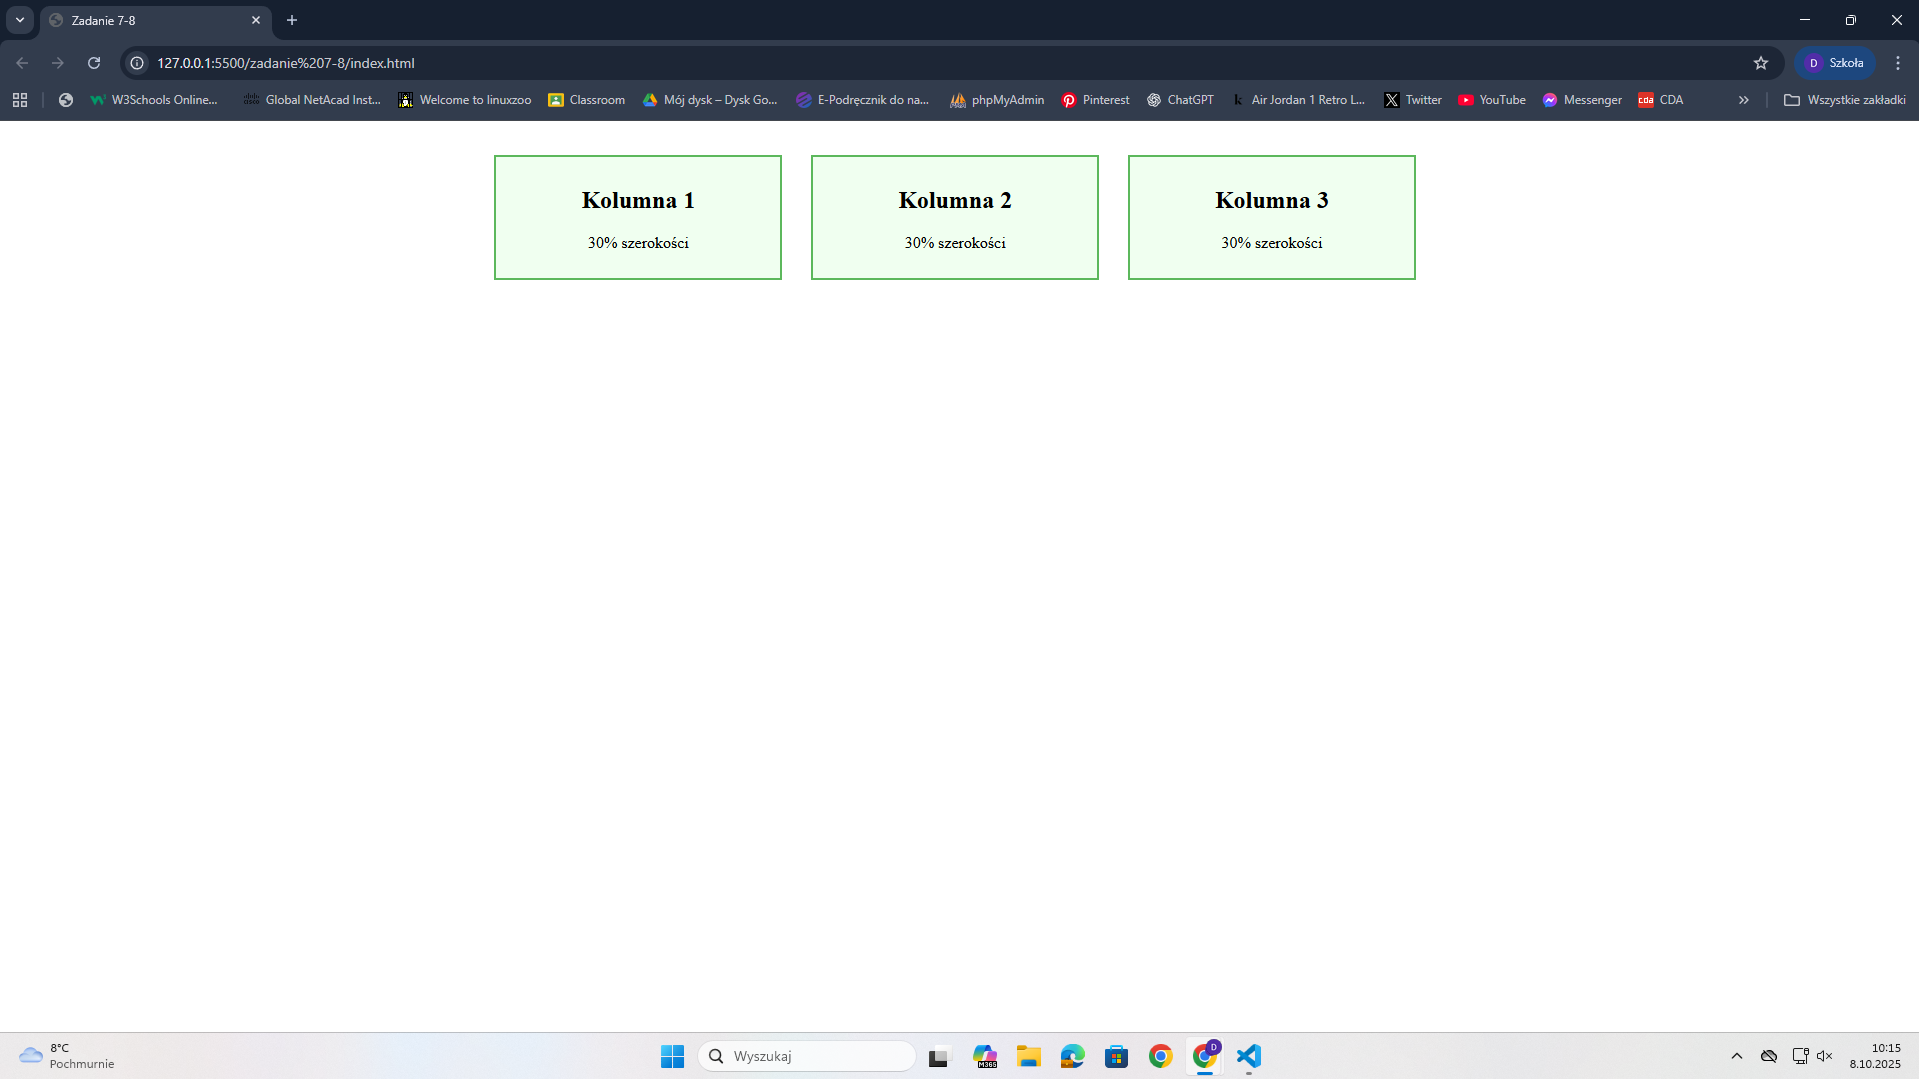 Zadanie 7-8
127.0.0.1:5500/zadanie%207-8/index.html
D Szkoła
W3Schools Online...
Global NetAcad Inst...
Welcome to linuxzoo
Classroom
Mój dysk – Dysk Go...
E-Podręcznik do na...
phpMyAdmin
Pinterest
ChatGPT
k Air Jordan 1 Retro L...
Twitter
YouTube
Messenger
cda CDA
Wszystkie zakładki
Kolumna 1
30% szerokości
Kolumna 2
30% szerokości
Kolumna 3
30% szerokości
8°C
Pochmurnie
Wyszukaj
M365
D
10:15
8.10.2025